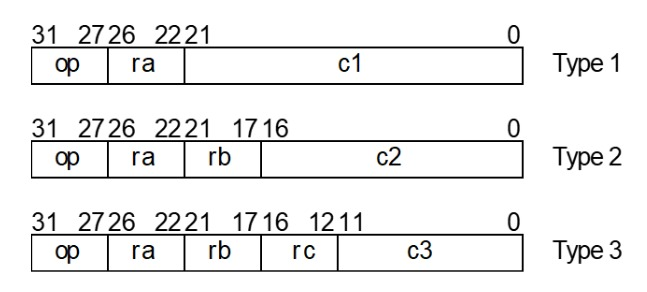 31 27 26 22 21 0
op ra c1 Type 1
31 27 26 22 21 17 16 0
op ra rb c2 Type 2
31 27 26 22 21 17 16 12 11 0
op ra rb rc c3 Type 3